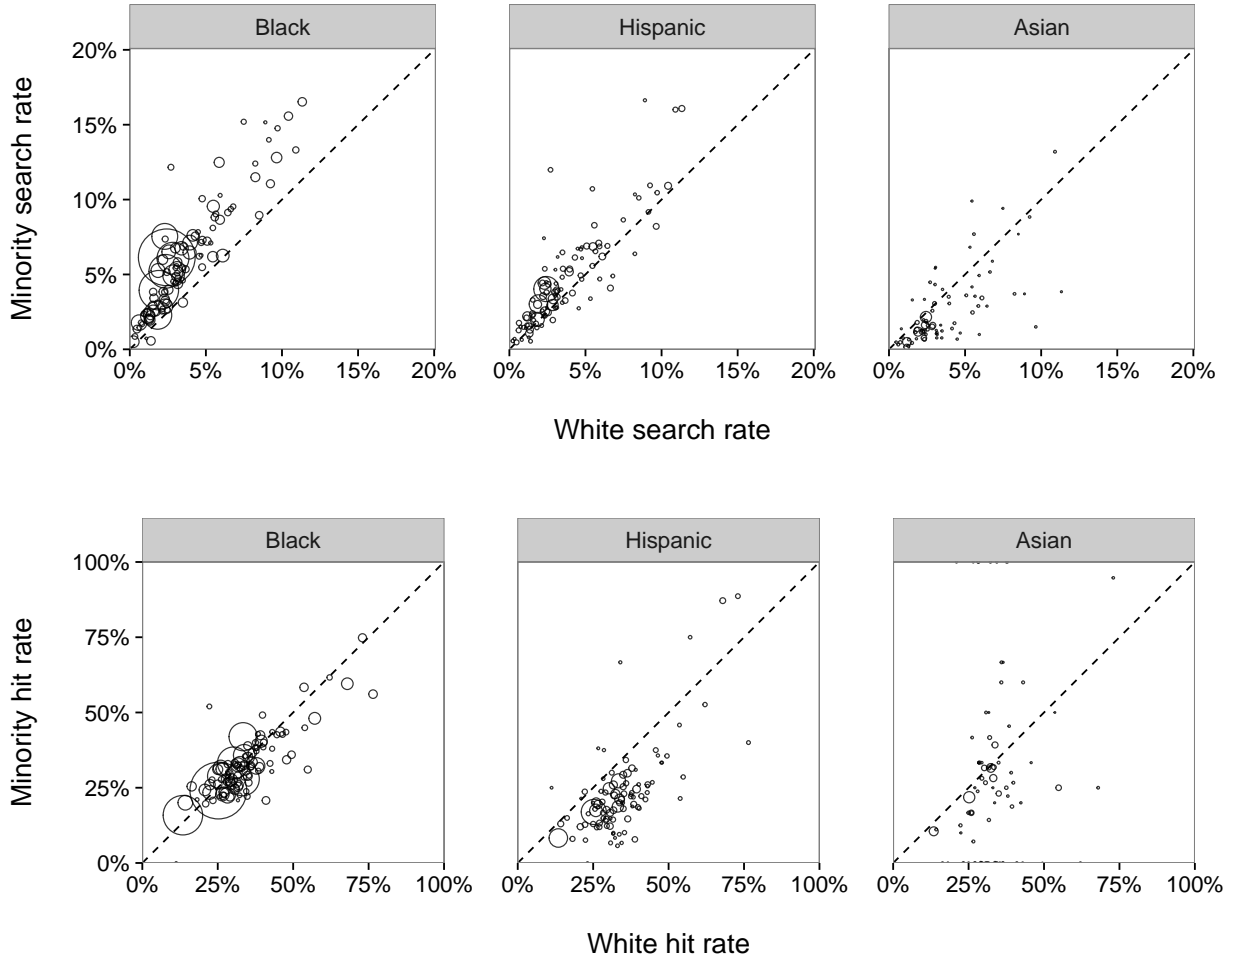 Black Hispanic Asian
Minority search rate
20%
15%
10%
5%
0%
0% 5% 10% 15% 20% 0% 5% 10% 15% 20% 0% 5% 10% 15% 20%
White search rate
Black Hispanic Asian
Minority hit rate
100%
75%
50%
25%
0%
0% 25% 50% 75% 100% 0% 25% 50% 75% 100% 0% 25% 50% 75% 100%
White hit rate